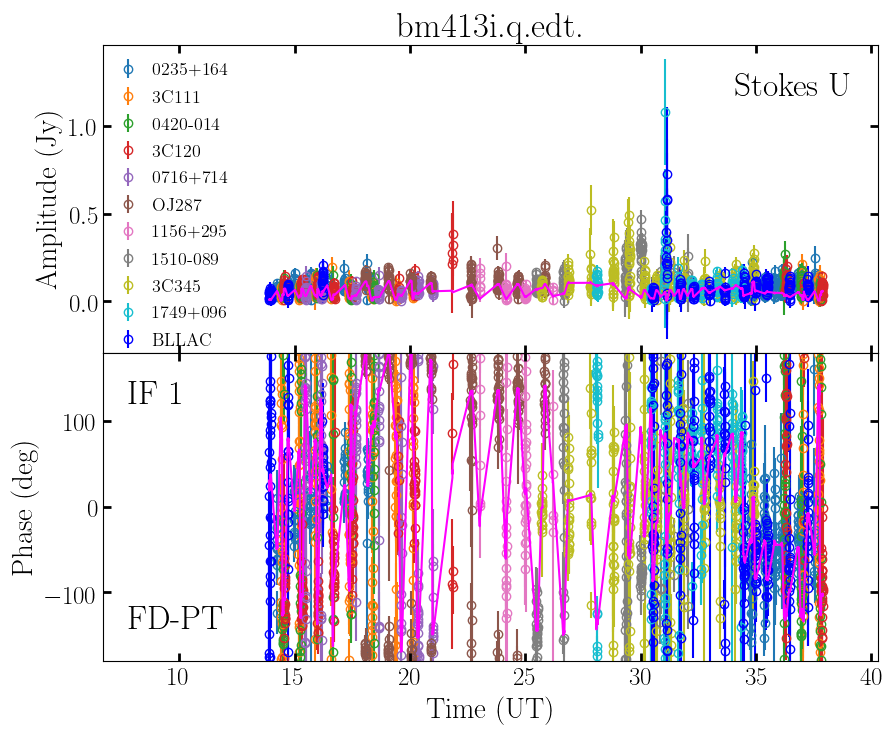 bm413i.q.edt.
Stokes U
0235+164
3C111
0420-014
3C120
0716+714
OJ287
1156+295
1510-089
3C345
1749+096
BLLAC
Amplitude (Jy)
1.0
0.5
0.0
IF 1
FD-PT
Phase (deg)
100
0
−100
10 15 20 25 30 35 40
Time (UT)